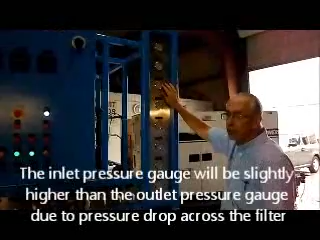 The inlet pressure gauge will be slightly
higher than the outlet pressure gauge
due to pressure drop across the filter